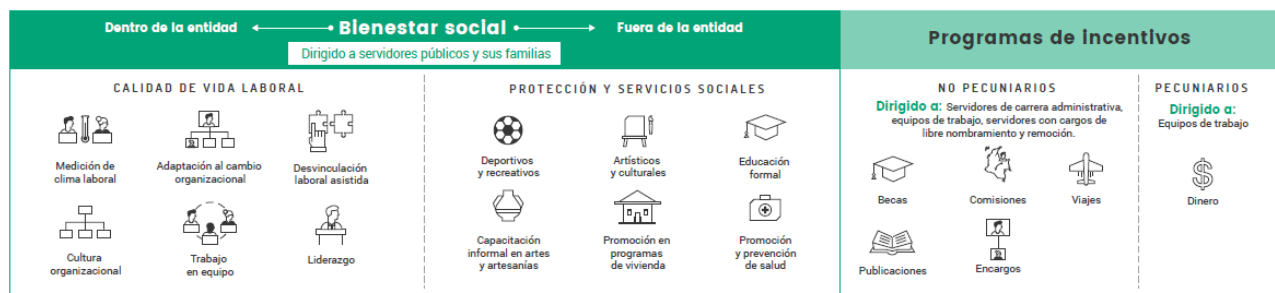 Dentro de la entidad
Bienestar social
Fuera de la entidad
Dirigido a servidores públicos y sus familias
Programas de incentivos
CALIDAD DE VIDA LABORAL
Medición de
clima laboral
Adaptación al cambio
organizacional
Desvinculación
laboral asistida
Cultura
organizacional
Trabajo
en equipo
Liderazgo
PROTECCIÓN Y SERVICIOS SOCIALES
Deportivos
y recreativos
Artísticos
y culturales
Educación
formal
Capacitación
informal en artes
y artesanías
Promoción en
programas
de vivienda
Promoción
y prevención
de salud
NO PECUNIARIOS
Dirigido a: Servidores de carrera administrativa,
equipos de trabajo, servidores con cargos de
libre nombramiento y remoción.
Becas
Comisiones
Viajes
Publicaciones
Encargos
PECUNIARIOS
Dirigido a:
Equipos de trabajo
$
Dinero